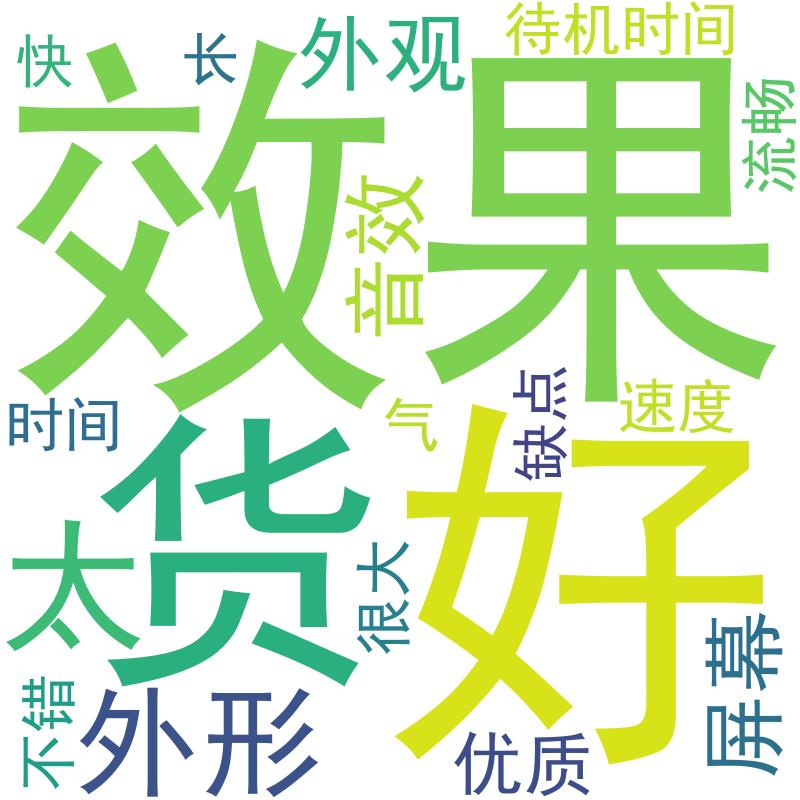 快
长
外观
待机时间
效果
流畅
音效
时间
气
缺点
速度
货
好
太
很大
屏幕
不错
外形
优质